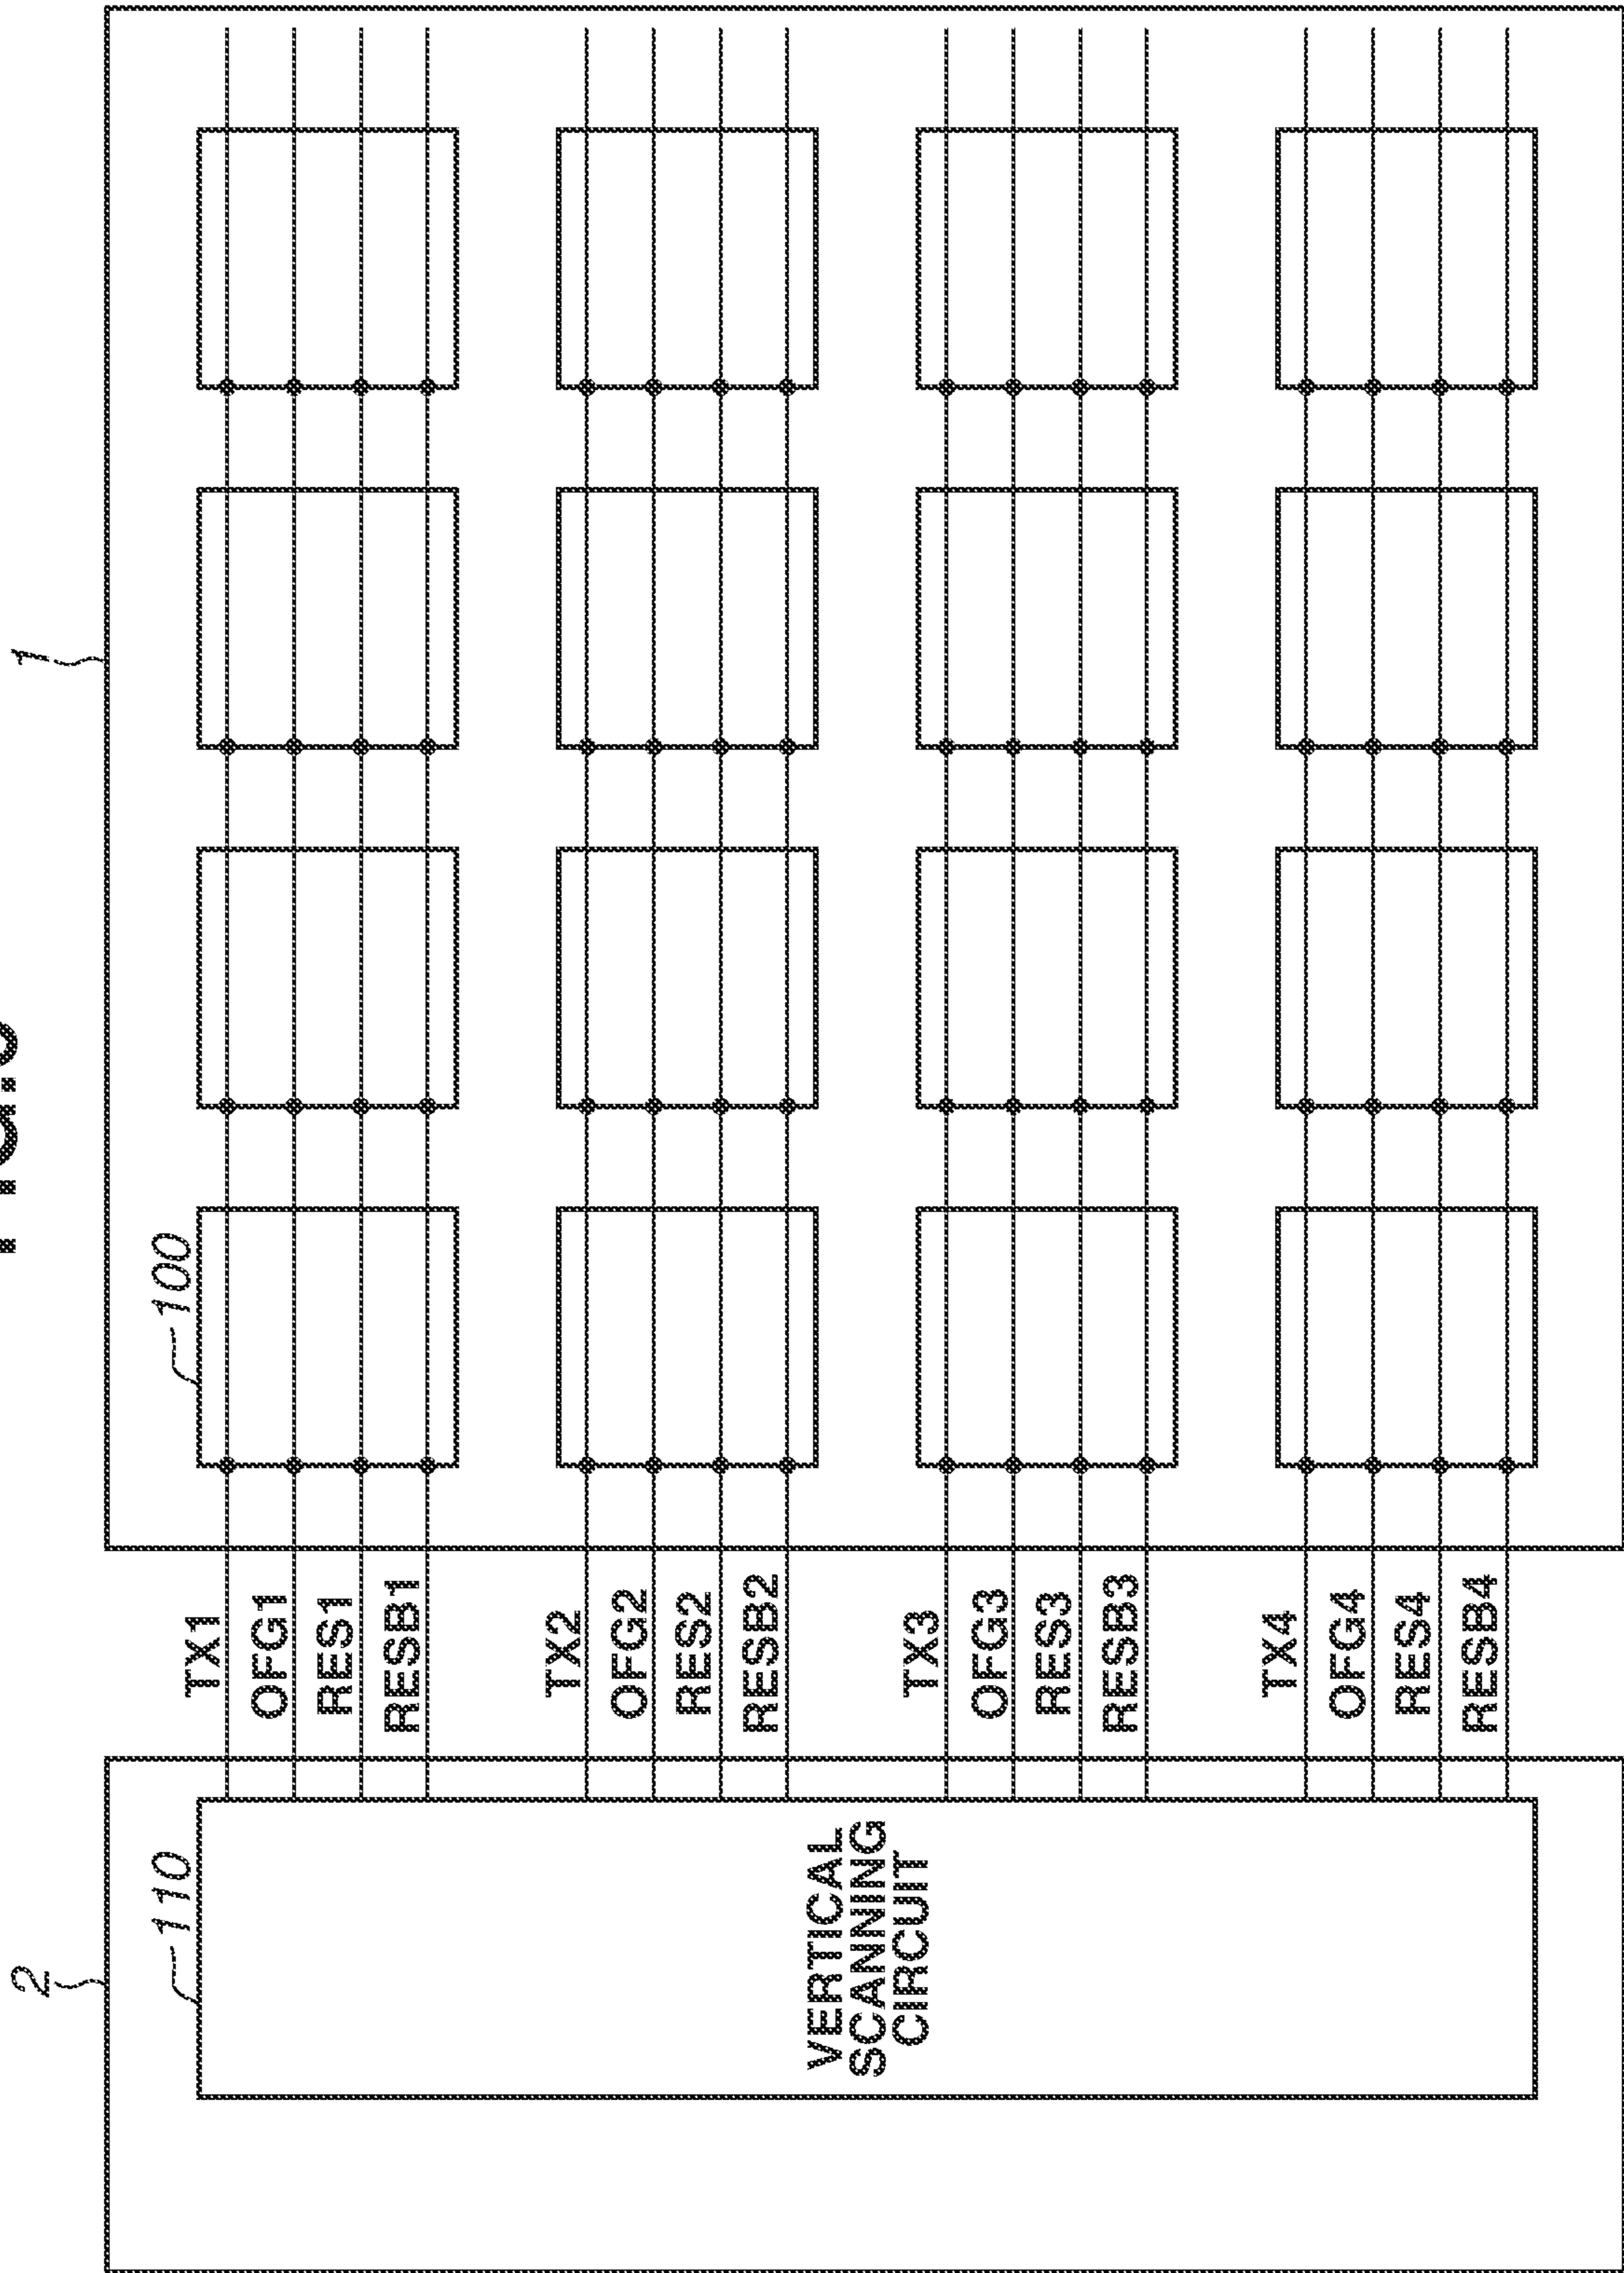 2
1
110
100
TX1
OFG1
RES1
RESB1
TX2
OFG2
RES2
RESB2
VERTICAL
SCANNING
CIRCUIT
TX3
OFG3
RES3
RESB3
TX4
OFG4
RES4
RESB4